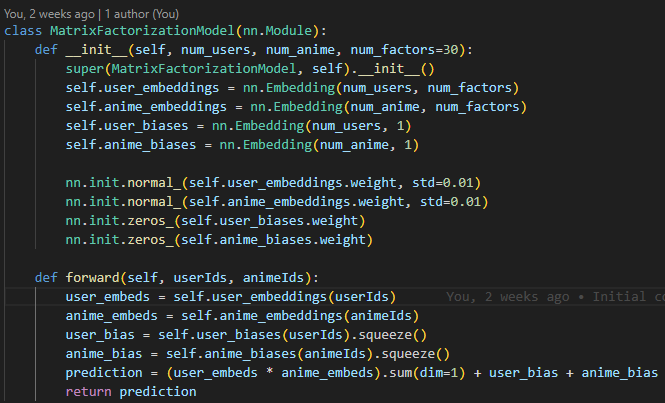 You, 2 weeks ago | 1 author (You)
class MatrixFactorizationModel(nn.Module):
    def __init__(self, num_users, num_anime, num_factors=30):
        super(MatrixFactorizationModel, self).__init__()
        self.user_embeddings = nn.Embedding(num_users, num_factors)
        self.anime_embeddings = nn.Embedding(num_anime, num_factors)
        self.user_biases = nn.Embedding(num_users, 1)
        self.anime_biases = nn.Embedding(num_anime, 1)

        nn.init.normal_(self.user_embeddings.weight, std=0.01)
        nn.init.normal_(self.anime_embeddings.weight, std=0.01)
        nn.init.zeros_(self.user_biases.weight)
        nn.init.zeros_(self.anime_biases.weight)

    def forward(self, userIds, animeIds):
        user_embeds = self.user_embeddings(userIds)      You, 2 weeks ago • Initial co
        anime_embeds = self.anime_embeddings(animeIds)
        user_bias = self.user_biases(userIds).squeeze()
        anime_bias = self.anime_biases(animeIds).squeeze()
        prediction = (user_embeds * anime_embeds).sum(dim=1) + user_bias + anime_bias
        return prediction